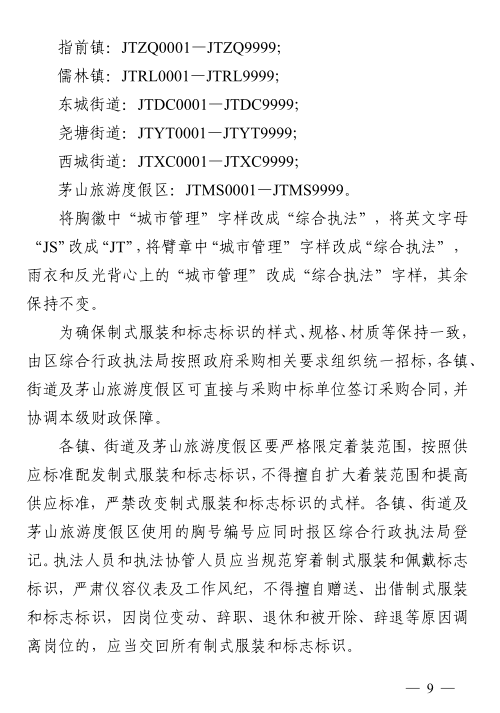 指前镇：JTZQ0001—JTZQ9999;
儒林镇：JTRL0001—JTRL9999;
东城街道：JTDC0001—JTDC9999;
尧塘街道：JTYT0001—JTYT9999;
西城街道：JTXC0001—JTXC9999;
茅山旅游度假区：JTMS0001—JTMS9999。
将胸徽中“城市管理”字样改成“综合执法”，将英文字母
“JS”改成“JT”，将臂章中“城市管理”字样改成“综合执法”，
雨衣和反光背心上的“城市管理”改成“综合执法”字样，其余
保持不变。
为确保制式服装和标志标识的样式、规格、材质等保持一致，
由区综合行政执法局按照政府采购相关要求组织统一招标，各镇、
街道及茅山旅游度假区可直接与采购中标单位签订采购合同，并
协调本级财政保障。
各镇、街道及茅山旅游度假区要严格限定着装范围，按照供
应标准配发制式服装和标志标识，不得擅自扩大着装范围和提高
供应标准，严禁改变制式服装和标志标识的式样。各镇、街道及
茅山旅游度假区使用的胸号编号应同时报区综合行政执法局登
记。执法人员和执法协管人员应当规范穿着制式服装和佩戴标志
标识，严肃仪容仪表及工作风纪，不得擅自赠送、出借制式服装
和标志标识，因岗位变动、辞职、退休和被开除、辞退等原因调
离岗位的，应当交回所有制式服装和标志标识。
— 9 —